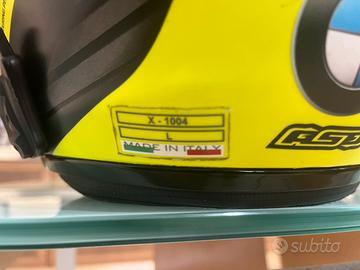 X - 1004
L
MADE IN ITALY
subito